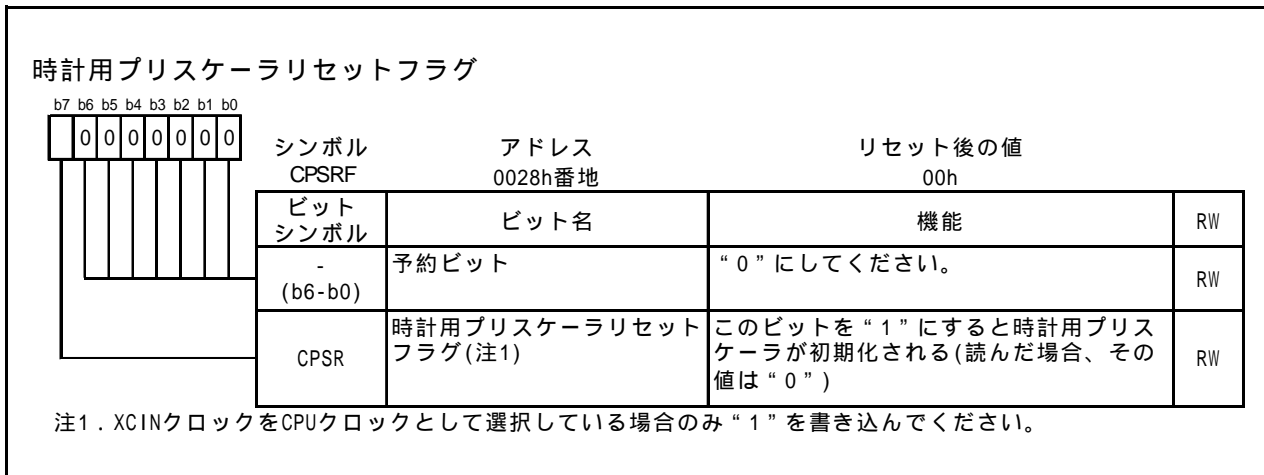 時計用プリスケーラリセットフラグ
b7 b6 b5 b4 b3 b2 b1 b0
0 0 0 0 0 0 0
シンボル アドレス リセット後の値
CPSRF 0028h番地 00h
ビット
シンボル ビット名 機能 RW
-
(b6-b0) 予約ビット “0”にしてください。 RW
CPSR 時計用プリスケーラリセット
フラグ(注1) このビットを“1”にすると時計用プリス
ケーラが初期化される(読んだ場合、その
値は“0”) RW
注1．XCINクロックをCPUクロックとして選択している場合のみ“1”を書き込んでください。